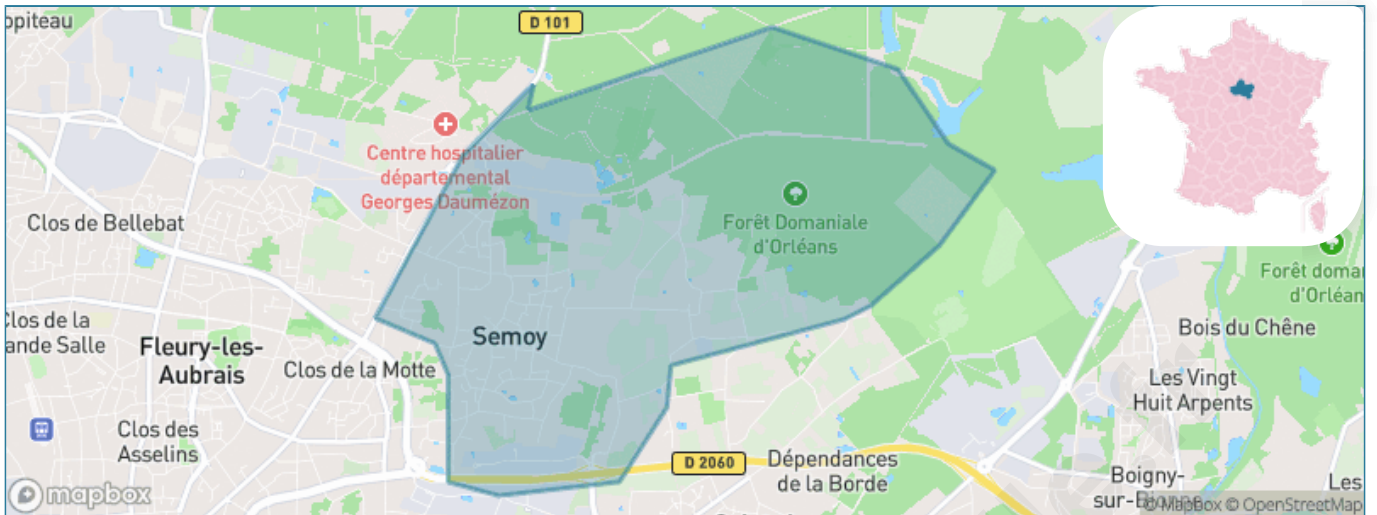 opiteau
D 101
Centre hospitalier
départemental
Georges Daumézon
Clos de Bellebat
Forêt Domaniale
d'Orléans
Forêt domai
d'Orléan
Clos de la
ande Salle
Fleury-les-
Aubrais
Clos de la Motte
Semoy
Bois du Chêne
Les Vingt
Huit Arpents
Clos des
Asselins
D 2060
Dépendances
de la Borde
Boigny-
sur-Bionne
Les
mapbox
© Mapbox © OpenStreetMap